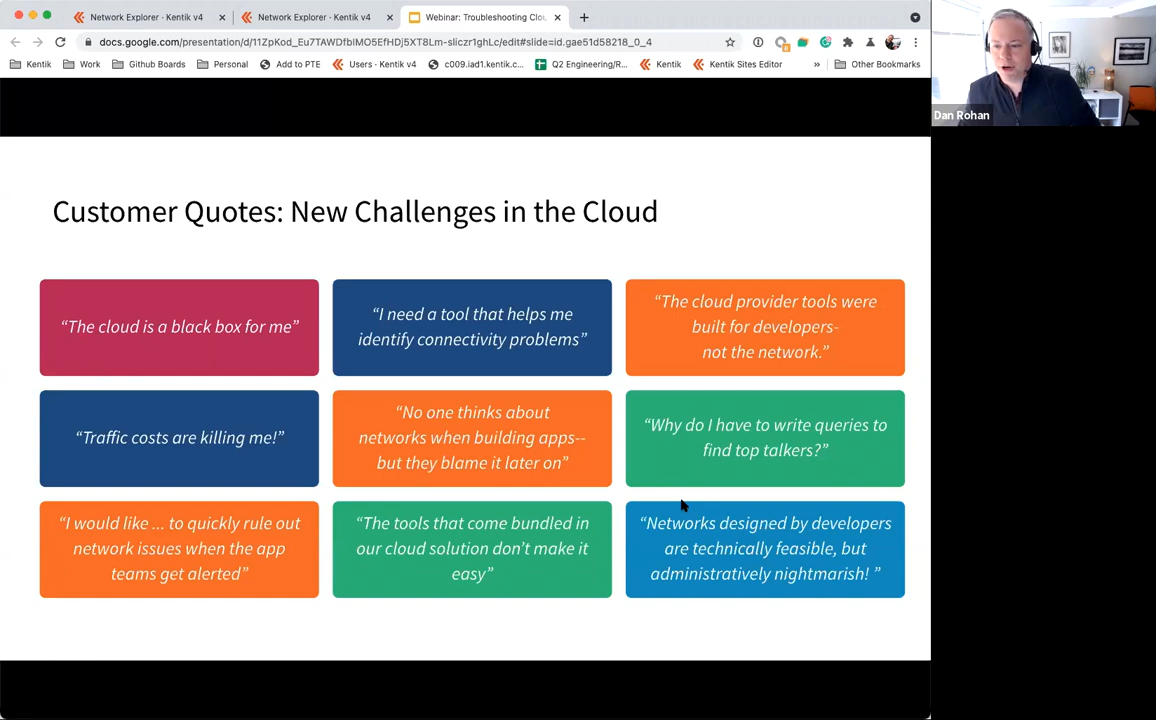 Network Explorer · Kentik v4
Network Explorer · Kentik v4
Webinar: Troubleshooting Clou
docs.google.com/presentation/d/11ZpKod_Eu7TAWDfbIMO5EfHDj5XT8Lm-sliczr1ghLc/edit#slide=id.gae51d58218_0_4
Kentik
Work
Github Boards
Personal
Add to PTE
Users · Kentik v4
c009.iad1.kentik.c...
Q2 Engineering/R...
Kentik
Kentik Sites Editor
»
Other Bookmarks
Dan Rohan
Customer Quotes: New Challenges in the Cloud
“The cloud is a black box for me”
“I need a tool that helps me
identify connectivity problems”
“The cloud provider tools were
built for developers-
not the network.”
“Traffic costs are killing me!”
“No one thinks about
networks when building apps--
but they blame it later on”
“Why do I have to write queries to
find top talkers?”
“I would like ... to quickly rule out
network issues when the app
teams get alerted”
“The tools that come bundled in
our cloud solution don’t make it
easy”
“Networks designed by developers
are technically feasible, but
administratively nightmarish! ”